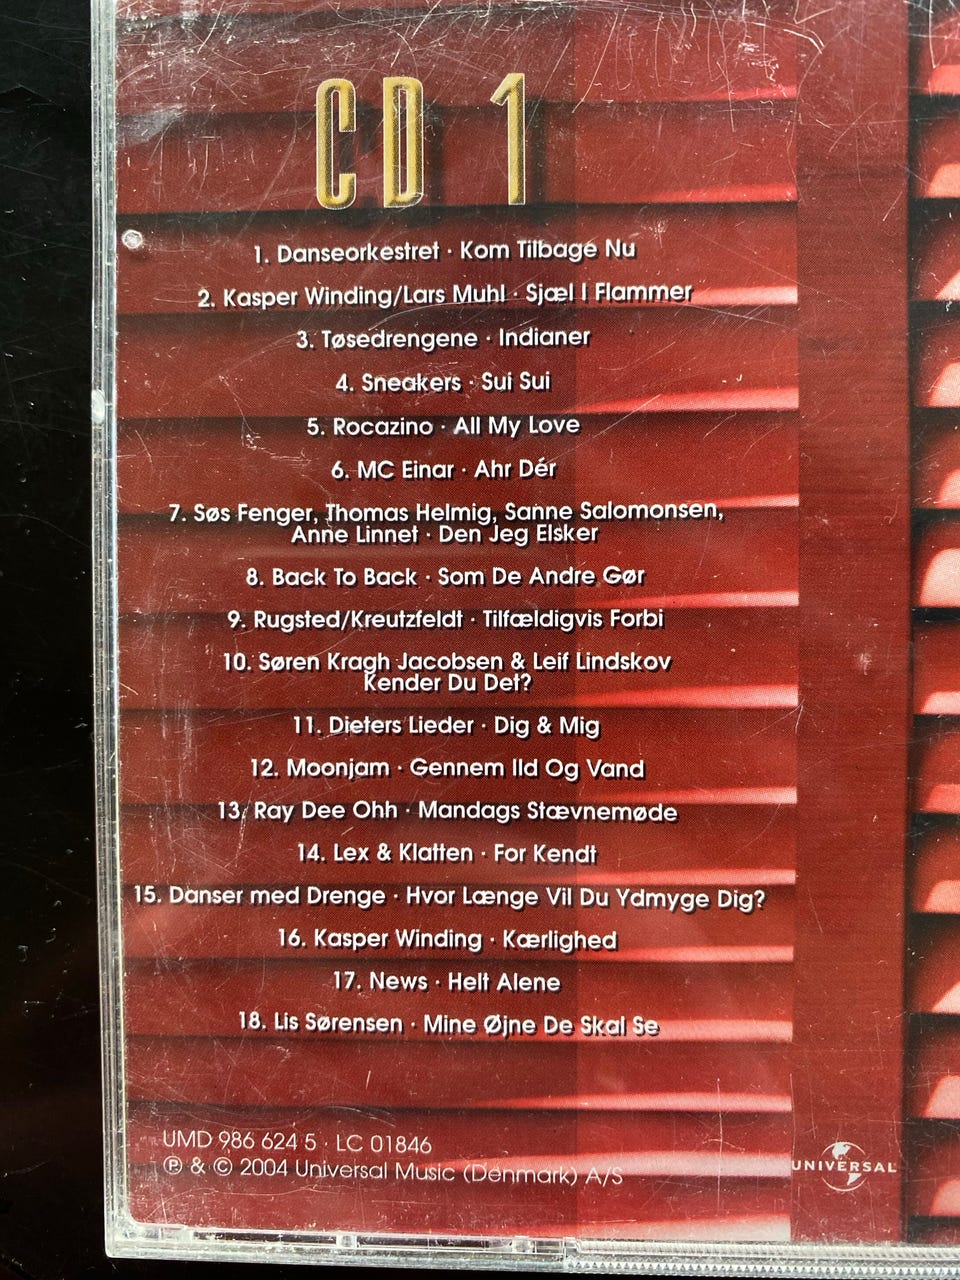 CD 1
1. Danseorkestret · Kom Tilbage Nu
2. Kasper Winding/Lars Muhl · Sjæl I Flammer
3. Tøsedrengene · Indianer
4. Sneakers · Sui Sui
5. Rocazino · All My Love
6. MC Einar · Ahr Dér
7. Søs Fenger, Thomas Helmig, Sanne Salomonsen,
Anne Linnet · Den Jeg Elsker
8. Back To Back · Som De Andre Gør
9. Rugsted/Kreutzfeldt · Tilfældigvis Forbi
10. Søren Kragh Jacobsen & Leif Lindskov
Kender Du Det?
11. Dieters Lieder · Dig & Mig
12. Moonjam · Gennem Ild Og Vand
13. Ray Dee Ohh · Mandags Stævnemøde
14. Lex & Klatten · For Kendt
15. Danser med Drenge · Hvor Længe Vil Du Ydmyge Dig?
16. Kasper Winding · Kærlighed
17. News · Helt Alene
18. Lis Sørensen · Mine Øjne De Skal Se
UMD 986 624 5 · LC 01846
℗ & © 2004 Universal Music (Denmark) A/S
UNIVERSAL